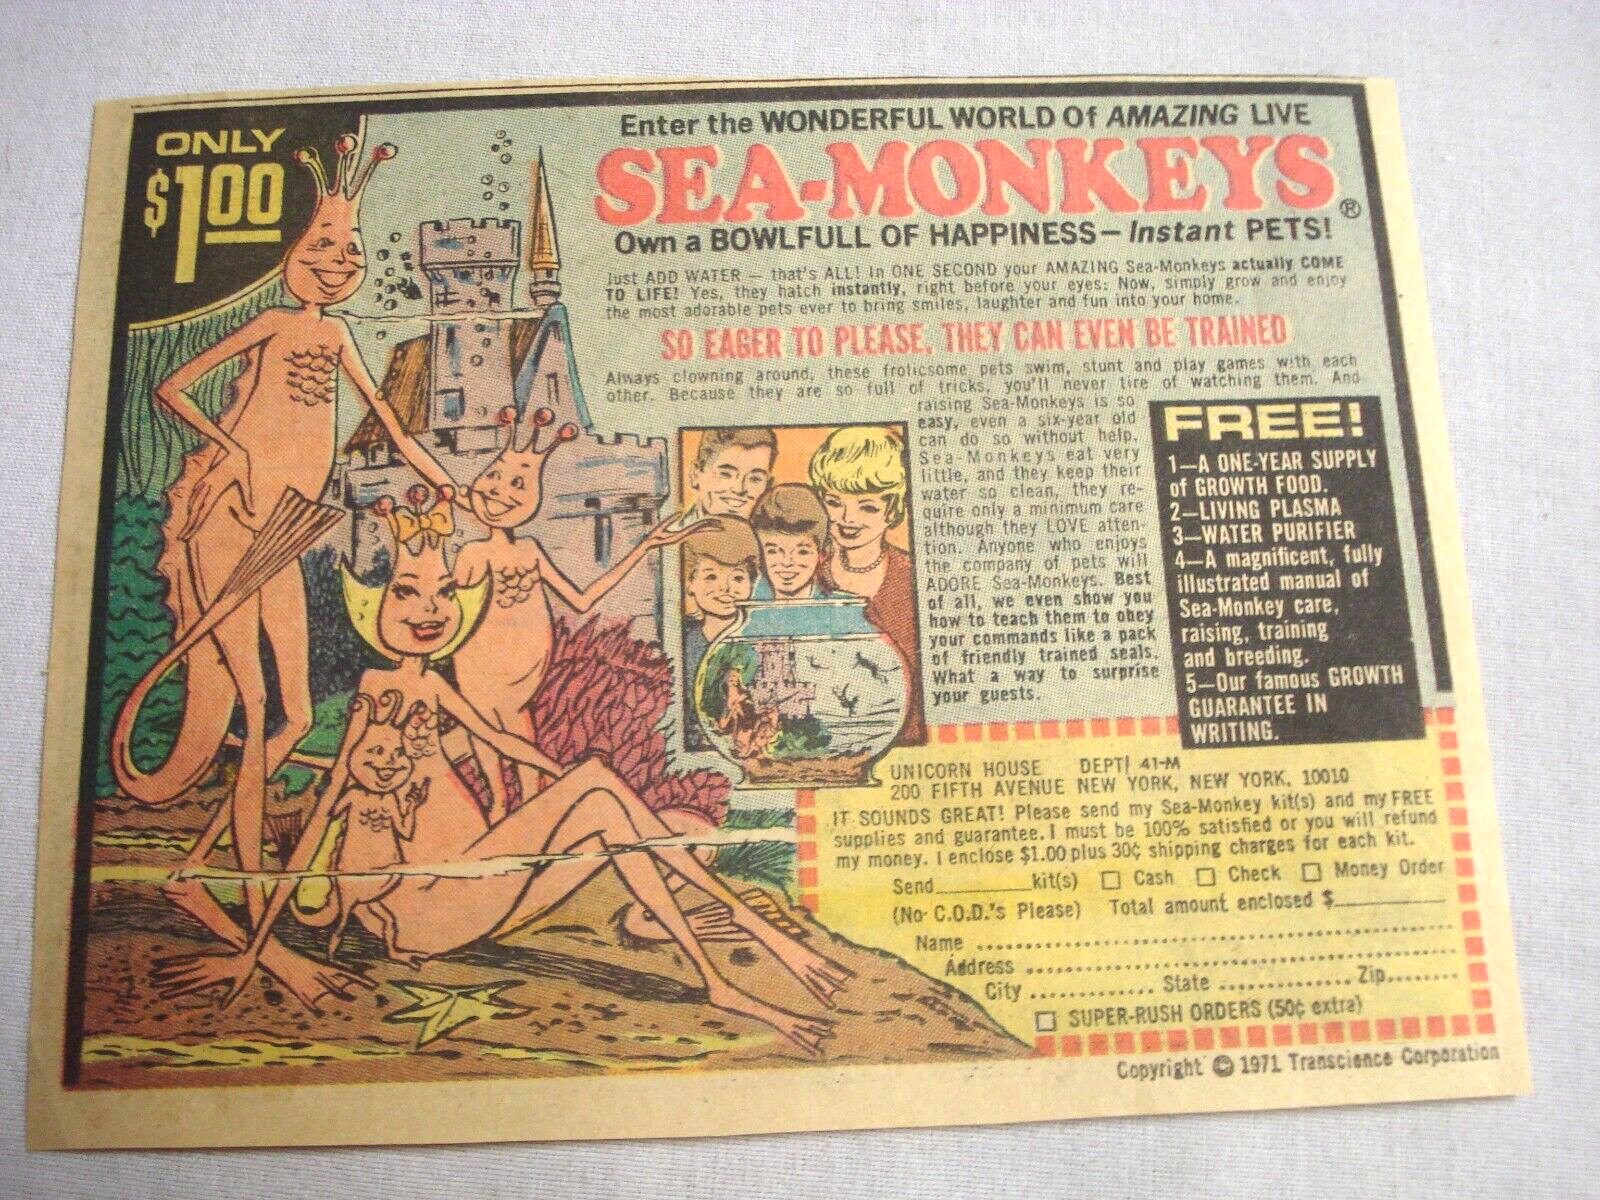 ONLY
$1.00
Enter the WONDERFUL WORLD Of AMAZING LIVE
SEA-MONKEYS®
Own a BOWLFULL OF HAPPINESS — Instant PETS!
Just ADD WATER — that's ALL! In ONE SECOND your AMAZING Sea-Monkeys actually COME
TO LIFE! Yes, they hatch instantly, right before your eyes: Now, simply grow and enjoy
the most adorable pets ever to bring smiles, laughter and fun into your home.
SO EAGER TO PLEASE, THEY CAN EVEN BE TRAINED
Always clowning around, these frolicsome pets swim, stunt and play games with each
other. Because they are so full of tricks, you'll never tire of watching them. And
raising Sea-Monkeys is so
easy, even a six-year old
can do so without help.
Sea-Monkeys eat very
little, and they keep their
water so clean, they re-
quire only a minimum care
although they LOVE atten-
tion. Anyone who enjoys
the company of pets will
ADORE Sea-Monkeys. Best
of all, we even show you
how to teach them to obey
your commands like a pack
of friendly trained seals.
What a way to surprise
your guests.
FREE!
1—A ONE-YEAR SUPPLY
of GROWTH FOOD.
2—LIVING PLASMA
3—WATER PURIFIER
4—A magnificent, fully
illustrated manual of
Sea-Monkey care,
raising, training
and breeding.
5—Our famous GROWTH
GUARANTEE IN
WRITING.
UNICORN HOUSE DEPT! 41-M
200 FIFTH AVENUE NEW YORK, NEW YORK, 10010
IT SOUNDS GREAT! Please send my Sea-Monkey kit(s) and my FREE
supplies and guarantee. I must be 100% satisfied or you will refund
my money. I enclose $1.00 plus 30¢ shipping charges for each kit.
Send__________kit(s) □ Cash □ Check □ Money Order
(No C.O.D.'s Please) Total amount enclosed $__________
Name ..........................................................
Address ......................................................
City ............... State ............... Zip.........
□ SUPER-RUSH ORDERS (50¢ extra)
Copyright © 1971 Transcience Corporation